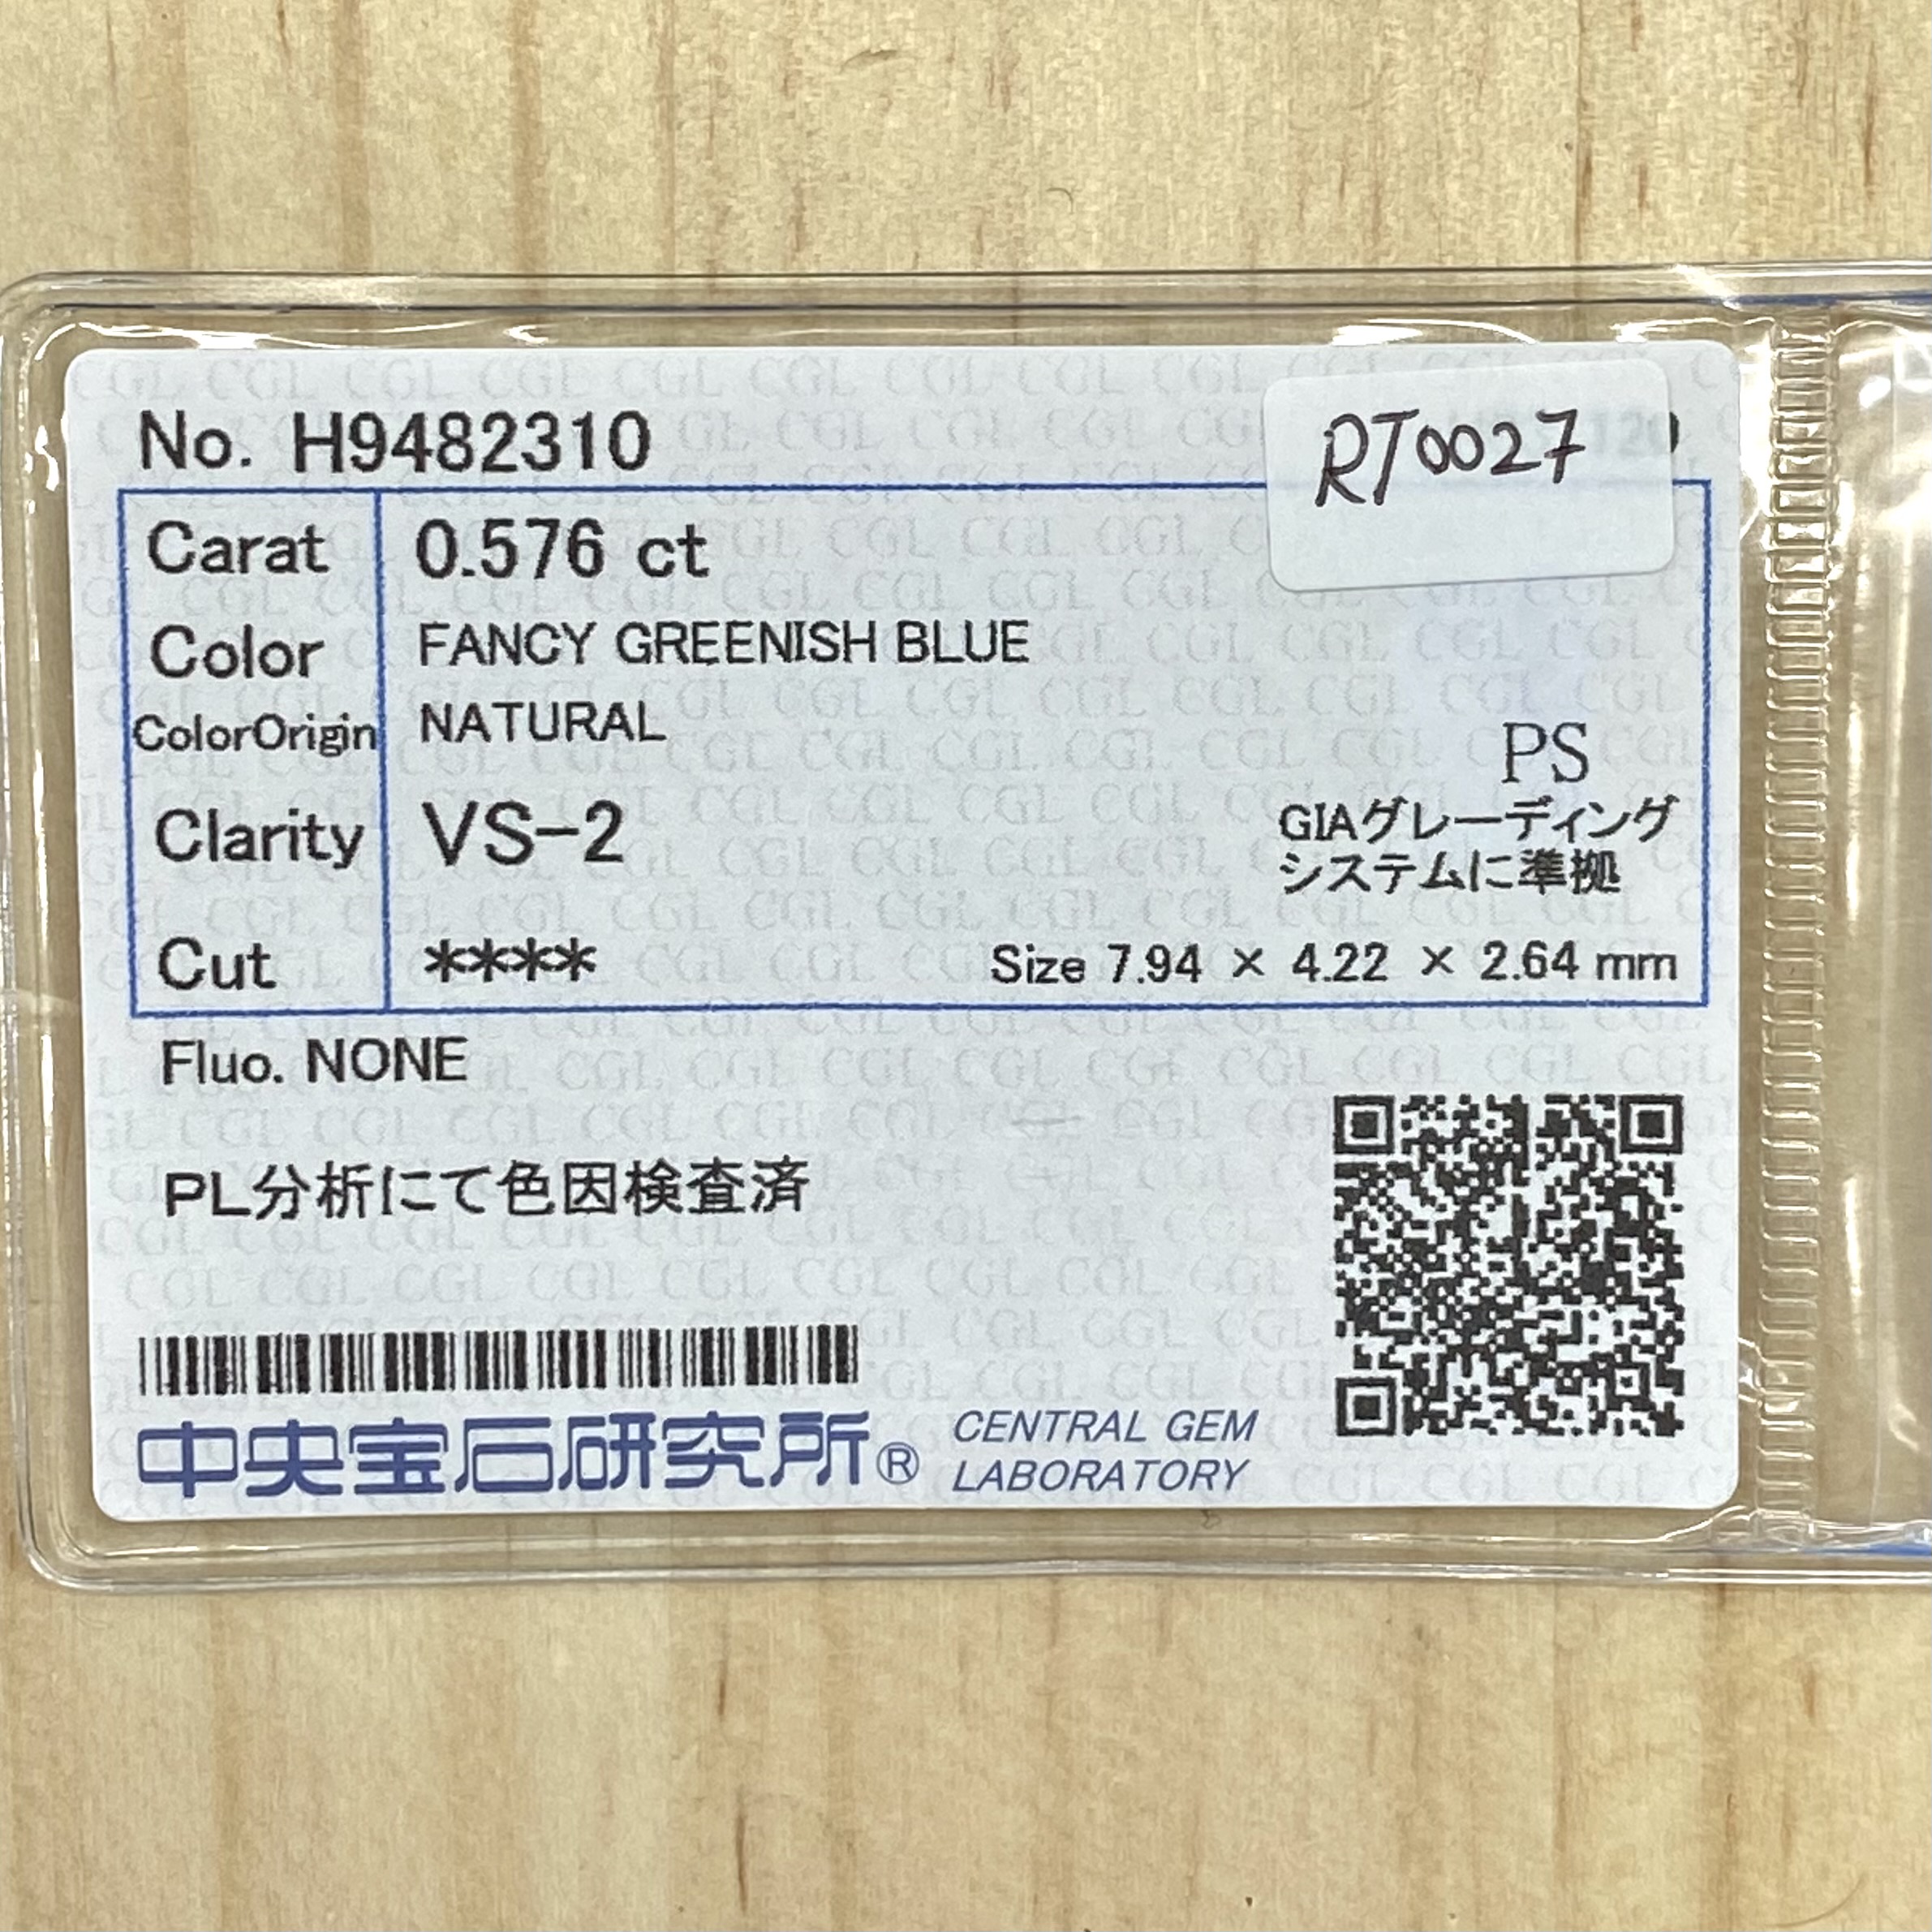 No. H9482310
RT0027
Carat 0.576 ct
Color FANCY GREENISH BLUE
ColorOrigin NATURAL
PS
Clarity VS-2
GIAグレーディング
システムに準拠
Cut **** Size 7.94 × 4.22 × 2.64 mm
Fluo. NONE
PL分析にて色因検査済
中央宝石研究所® CENTRAL GEM
LABORATORY